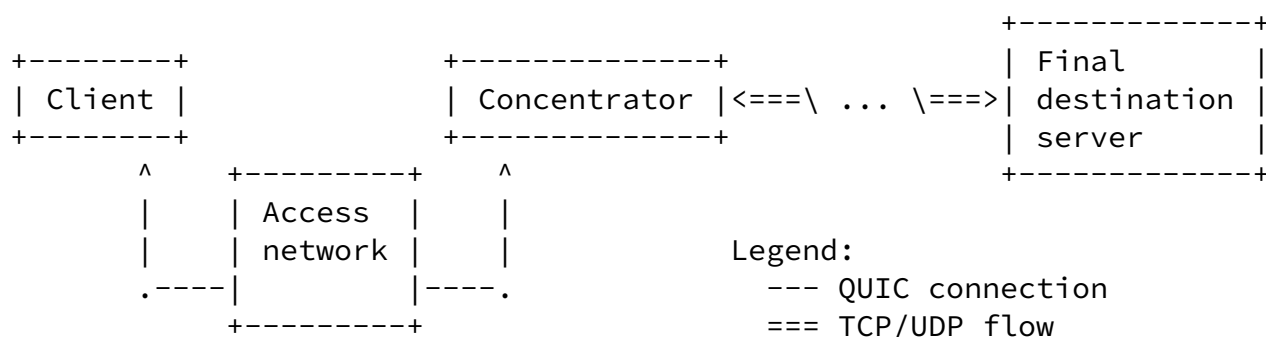 +-------------+
+--------+              +--------------+               | Final       |
| Client |              | Concentrator |<===\ ... \===>| destination |
+--------+              +--------------+               | server      |
       ^    +---------+    ^                           +-------------+
       |    | Access  |    |
       |    | network |    |            Legend:
       .----|         |----.              --- QUIC connection
            +---------+                   === TCP/UDP flow